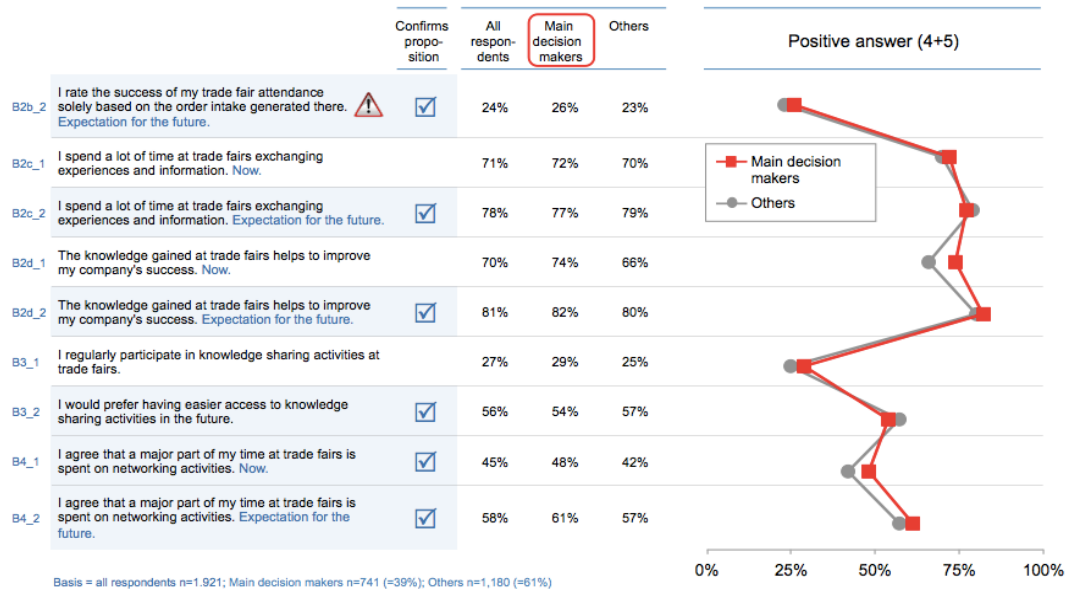 Confirms
propo-
sition
All
respon-
dents
Main
decision
makers
Others
Positive answer (4+5)
B2b_2
I rate the success of my trade fair attendance
solely based on the order intake generated there.
Expectation for the future.
24% 26% 23%
B2c_1
I spend a lot of time at trade fairs exchanging
experiences and information. Now.
71% 72% 70%
B2c_2
I spend a lot of time at trade fairs exchanging
experiences and information. Expectation for the future.
78% 77% 79%
B2d_1
The knowledge gained at trade fairs helps to improve
my company's success. Now.
70% 74% 66%
B2d_2
The knowledge gained at trade fairs helps to improve
my company's success. Expectation for the future.
81% 82% 80%
B3_1
I regularly participate in knowledge sharing activities at
trade fairs.
27% 29% 25%
B3_2
I would prefer having easier access to knowledge
sharing activities in the future.
56% 54% 57%
B4_1
I agree that a major part of my time at trade fairs is
spent on networking activities. Now.
45% 48% 42%
B4_2
I agree that a major part of my time at trade fairs is
spent on networking activities. Expectation for the
future.
58% 61% 57%
Main decision
makers
Others
0% 25% 50% 75% 100%
Basis = all respondents n=1.921; Main decision makers n=741 (=39%); Others n=1,180 (=61%)